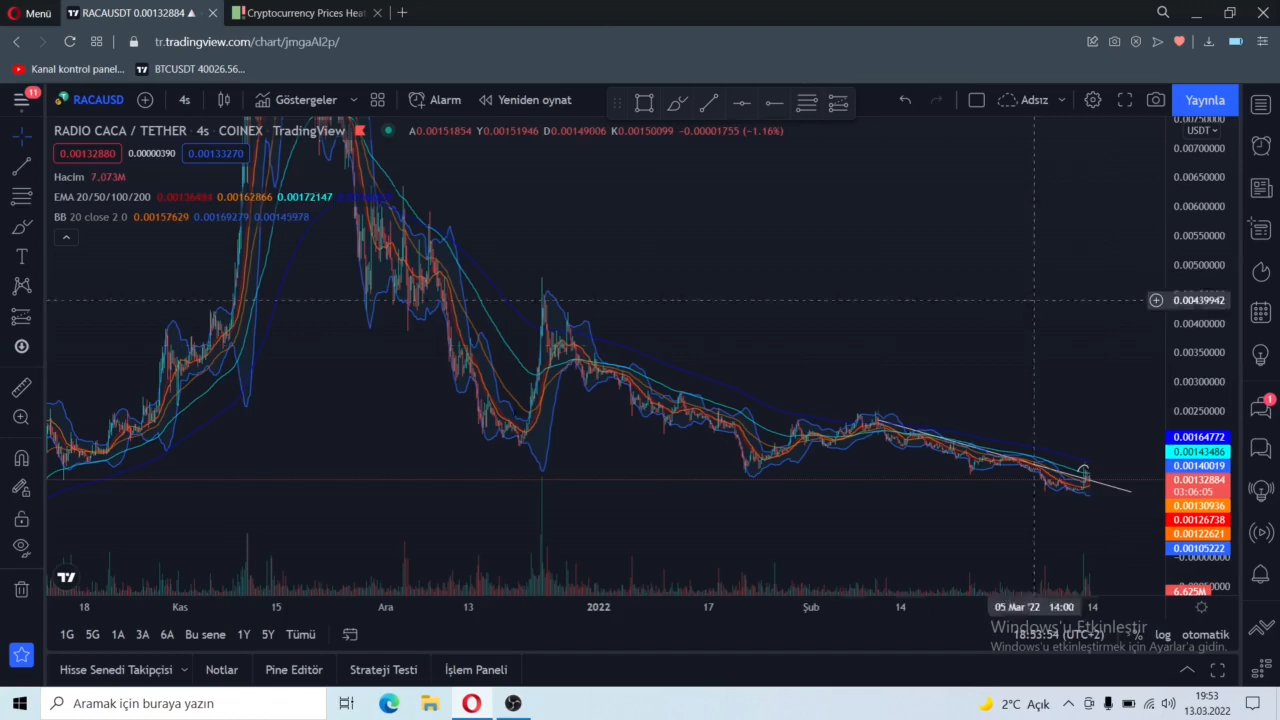 Menü
RACAUSDT 0.00132884 ▲
Cryptocurrency Prices Heat
tr.tradingview.com/chart/jmgaAI2p/
Kanal kontrol panel...
BTCUSDT 40026.56...
11
RACAUSD
4s
Göstergeler
Alarm
Yeniden oynat
Adsız
Yayınla
RADIO CACA / TETHER · 4s · COINEX · TradingView
A0.00151854 Y0.00151946 D0.00149006 K0.00150099 −0.00001755 (−1.16%)
0.00132880
0.00000390
0.00133270
Hacim 7.073M
EMA 20/50/100/200
0.00162866
0.00172147
BB 20 close 2 0 0.00157629 0.00169279 0.00145978
0.00750000
USDT
0.00700000
0.00650000
0.00600000
0.00550000
0.00500000
0.00439942
0.00400000
0.00350000
0.00300000
0.00250000
0.00164772
0.00143486
0.00140019
0.00132884
03:06:05
0.00130936
0.00126738
0.00122621
0.00105222
−0.00000000
6.625M
1
18
Kas
15
Ara
13
2022
17
Şub
14
05 Mar '22 14:00
14
1G
5G
1A
3A
6A
Bu sene
1Y
5Y
Tümü
18:53:54 (UTC+2)
%
log
otomatik
Windows'u Etkinleştir
Windows'u etkinleştirmek için Ayarlar'a gidin.
Hisse Senedi Takipçisi
Notlar
Pine Editör
Strateji Testi
İşlem Paneli
Aramak için buraya yazın
2°C Açık
19:53
13.03.2022